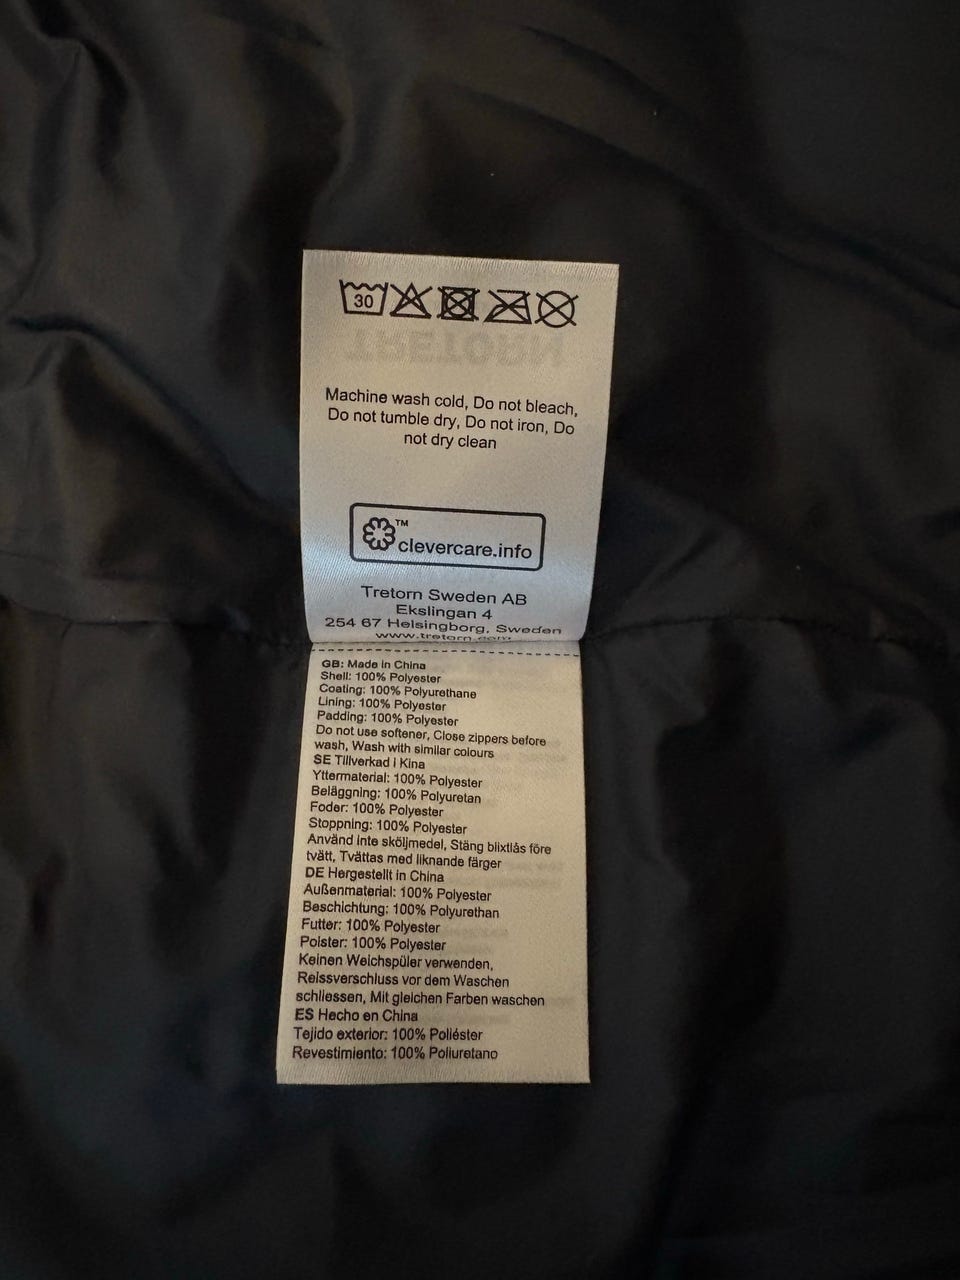 30
TRETORN
Machine wash cold, Do not bleach,
Do not tumble dry, Do not iron, Do
not dry clean
™
clevercare.info
Tretorn Sweden AB
Ekslingan 4
254 67 Helsingborg, Sweden
www.tretorn.com
GB: Made in China
Shell: 100% Polyester
Coating: 100% Polyurethane
Lining: 100% Polyester
Padding: 100% Polyester
Do not use softener, Close zippers before
wash, Wash with similar colours
SE Tillverkad i Kina
Yttermaterial: 100% Polyester
Beläggning: 100% Polyuretan
Foder: 100% Polyester
Stoppning: 100% Polyester
Använd inte sköljmedel, Stäng blixtlås före
tvätt, Tvättas med liknande färger
DE Hergestellt in China
Außenmaterial: 100% Polyester
Beschichtung: 100% Polyurethan
Futter: 100% Polyester
Polster: 100% Polyester
Keinen Weichspüler verwenden,
Reissverschluss vor dem Waschen
schliessen, Mit gleichen Farben waschen
ES Hecho en China
Tejido exterior: 100% Poliéster
Revestimiento: 100% Poliuretano